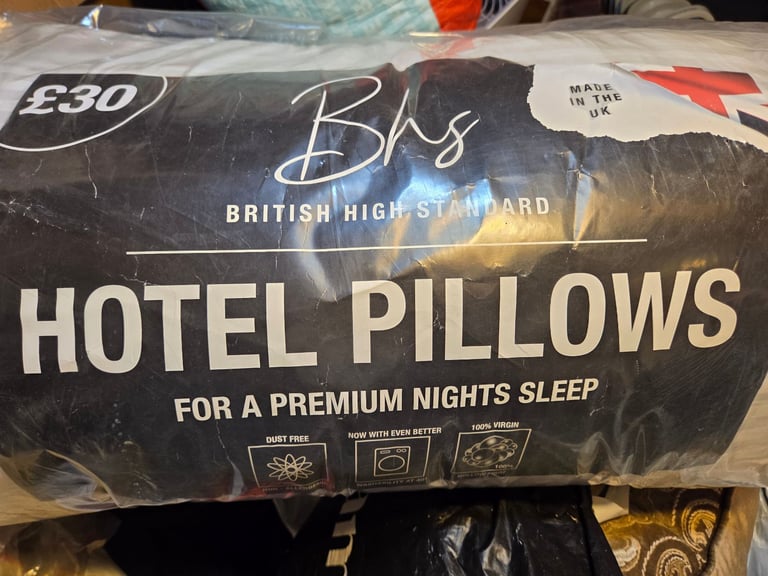 £30
Bhs
MADE
IN THE
UK
BRITISH HIGH STANDARD
HOTEL PILLOWS
FOR A PREMIUM NIGHTS SLEEP
DUST FREE
NOW WITH EVEN BETTER
100% VIRGIN
100%